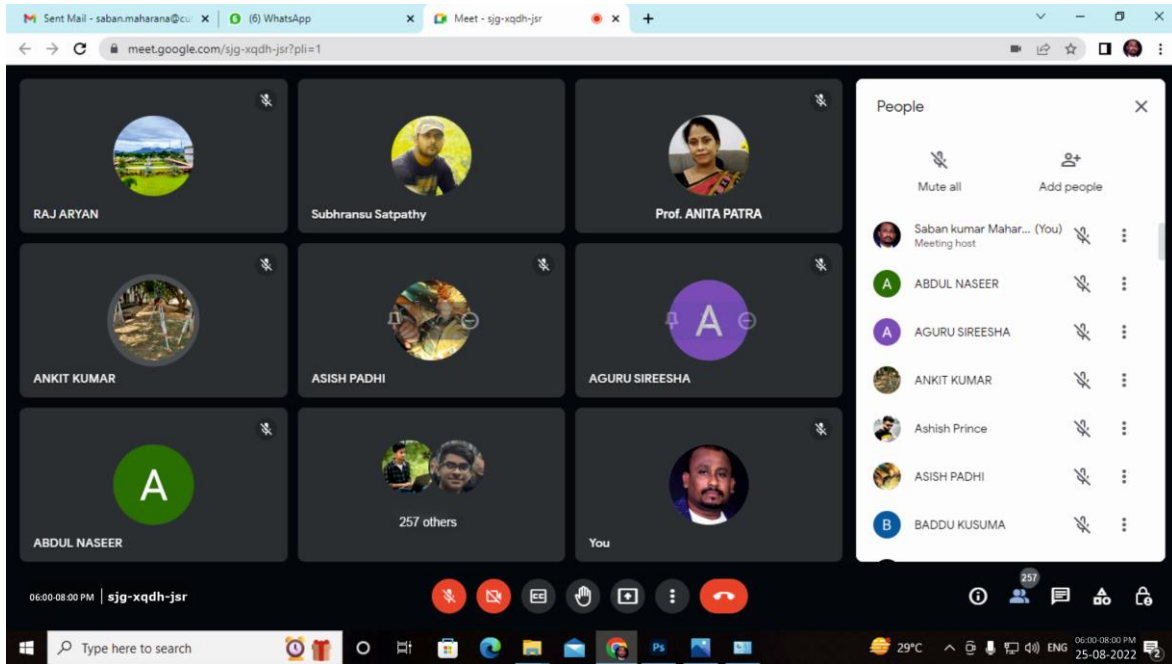 Sent Mail - saban.maharana@cu
(6) WhatsApp
Meet - sjg-xqdh-jsr
meet.google.com/sjg-xqdh-jsr?pli=1
RAJ ARYAN
Subhransu Satpathy
Prof. ANITA PATRA
ANKIT KUMAR
ASISH PADHI
A
AGURU SIREESHA
A
ABDUL NASEER
257 others
You
People
Mute all
Add people
Saban kumar Mahar... (You)
Meeting host
A ABDUL NASEER
A AGURU SIREESHA
ANKIT KUMAR
Ashish Prince
ASISH PADHI
B BADDU KUSUMA
06:00-08:00 PM | sjg-xqdh-jsr
CC
257
Type here to search
Ps
29°C
ENG
06:00-08:00 PM
25-08-2022
2